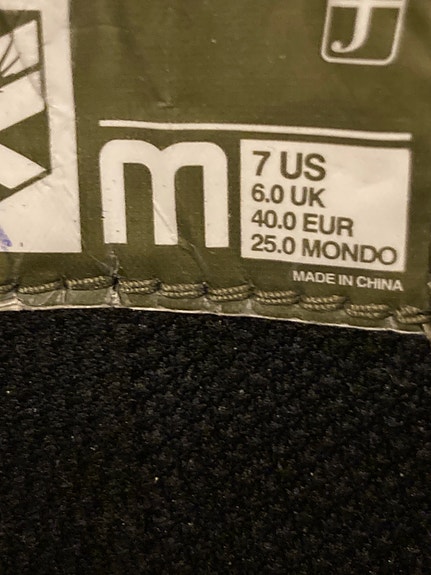 J
m
7 US
6.0 UK
40.0 EUR
25.0 MONDO
MADE IN CHINA